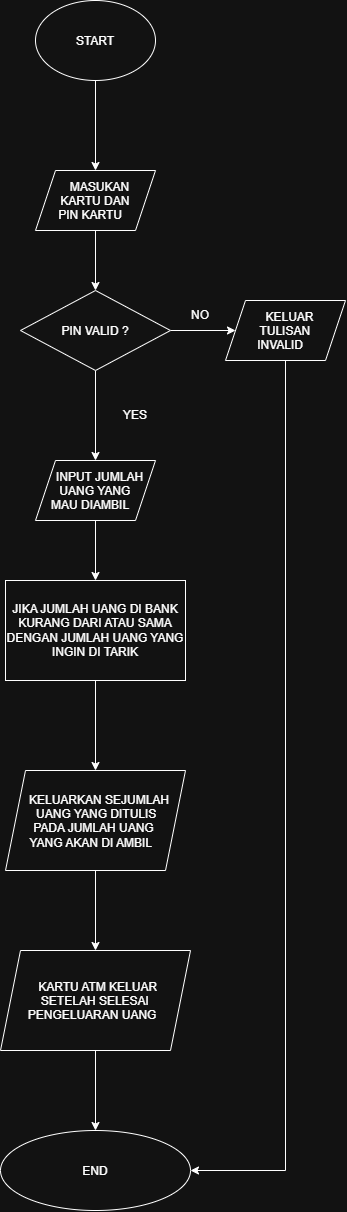 START
MASUKAN
KARTU DAN
PIN KARTU
PIN VALID ?
NO
KELUAR
TULISAN
INVALID
YES
INPUT JUMLAH
UANG YANG
MAU DIAMBIL
JIKA JUMLAH UANG DI BANK
KURANG DARI ATAU SAMA
DENGAN JUMLAH UANG YANG
INGIN DI TARIK
KELUARKAN SEJUMLAH
UANG YANG DITULIS
PADA JUMLAH UANG
YANG AKAN DI AMBIL
KARTU ATM KELUAR
SETELAH SELESAI
PENGELUARAN UANG
END